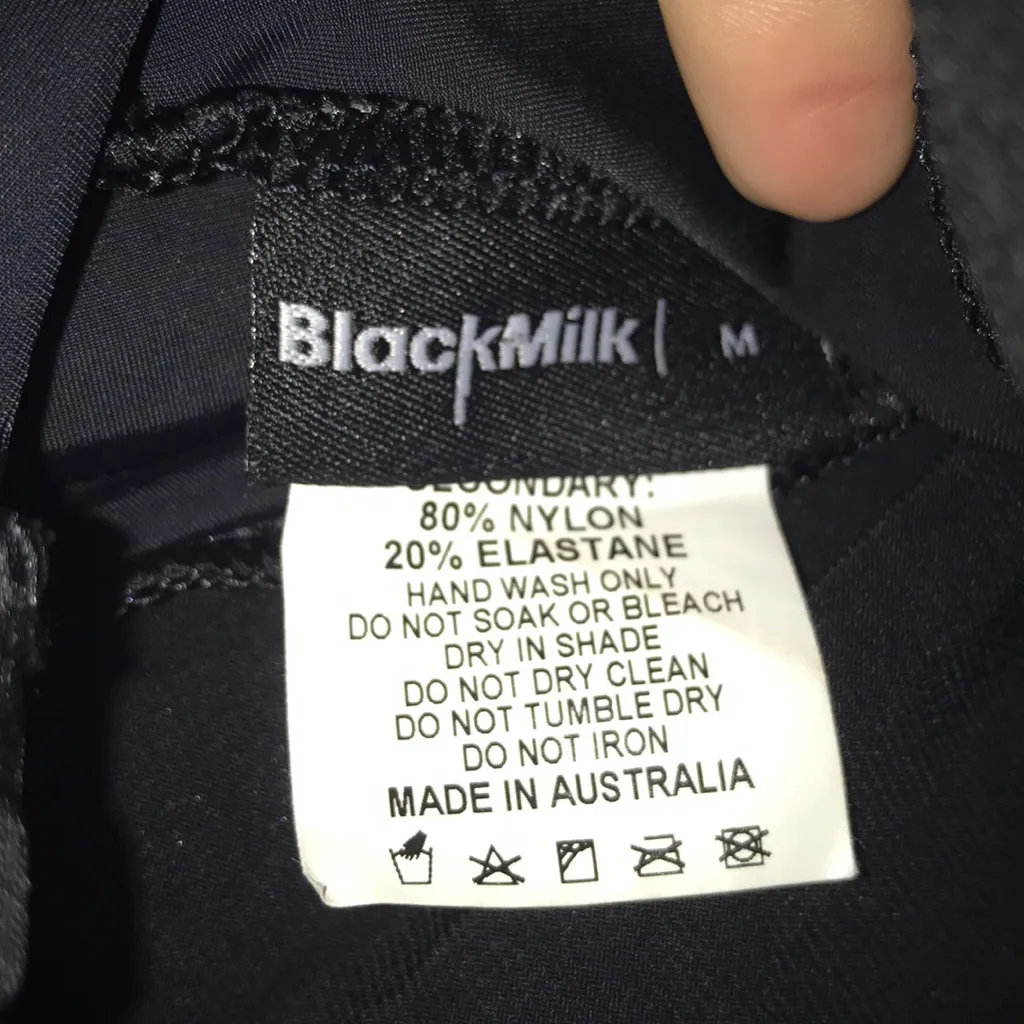 BlackMilk | M
SECONDARY:
80% NYLON
20% ELASTANE
HAND WASH ONLY
DO NOT SOAK OR BLEACH
DRY IN SHADE
DO NOT DRY CLEAN
DO NOT TUMBLE DRY
DO NOT IRON
MADE IN AUSTRALIA